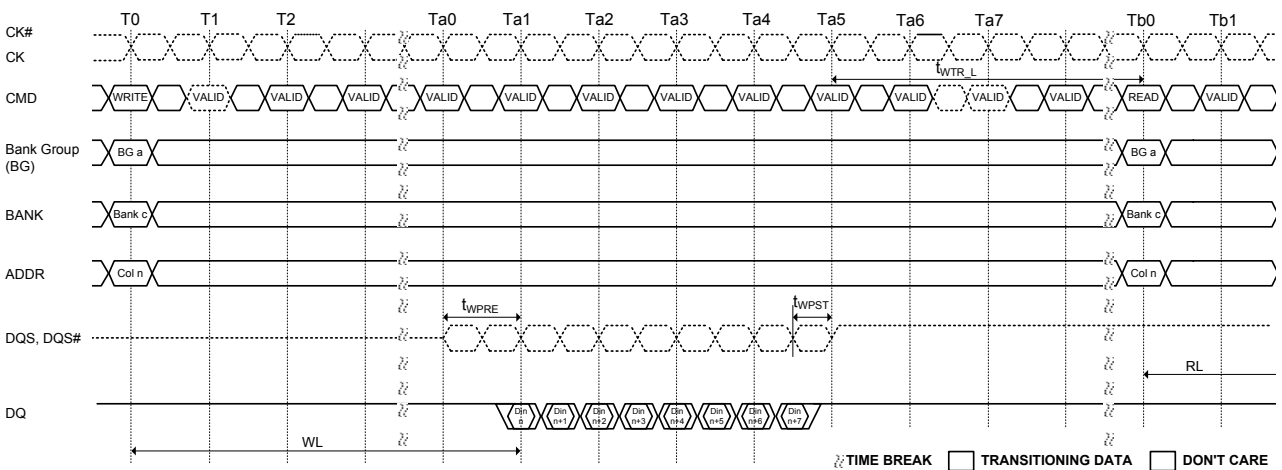 T0 T1 T2 Ta0 Ta1 Ta2 Ta3 Ta4 Ta5 Ta6 Ta7 Tb0 Tb1
CK#
CK
tWTR_L
CMD WRITE VALID VALID VALID VALID VALID VALID VALID VALID VALID VALID VALID VALID READ VALID
Bank Group
(BG)
BG a BG a
BANK Bank c Bank c
ADDR Col n Col n
tWPRE tWPST
DQS, DQS#
RL
DQ Din n Din n+1 Din n+2 Din n+3 Din n+4 Din n+5 Din n+6 Din n+7
WL
TIME BREAK TRANSITIONING DATA DON'T CARE